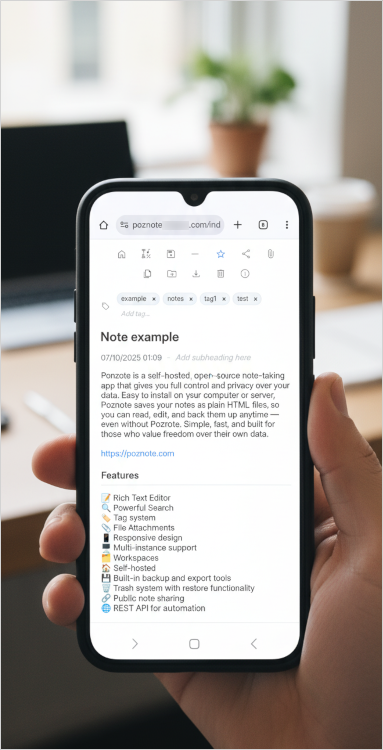 poznote .com/ind
8
example × notes × tag1 × test ×
Add tag...
Note example
07/10/2025 01:09 - Add subheading here
Ponzote is a self-hosted, oper-source note-taking
app that gives you full control and privacy over your
data. Easy to install on your computer or server,
Poznote saves your notes as plain HTML files, so
you can read, edit, and back them up anytime —
even without Pozrote. Simple, fast, and built for
those who value freedom over their own data.
https://poznote.com
Features
Rich Text Editor
Powerful Search
Tag system
File Attachments
Responsive design
Multi-instance support
Workspaces
Self-hosted
Built-in backup and export tools
Trash system with restore functionality
Public note sharing
REST API for automation